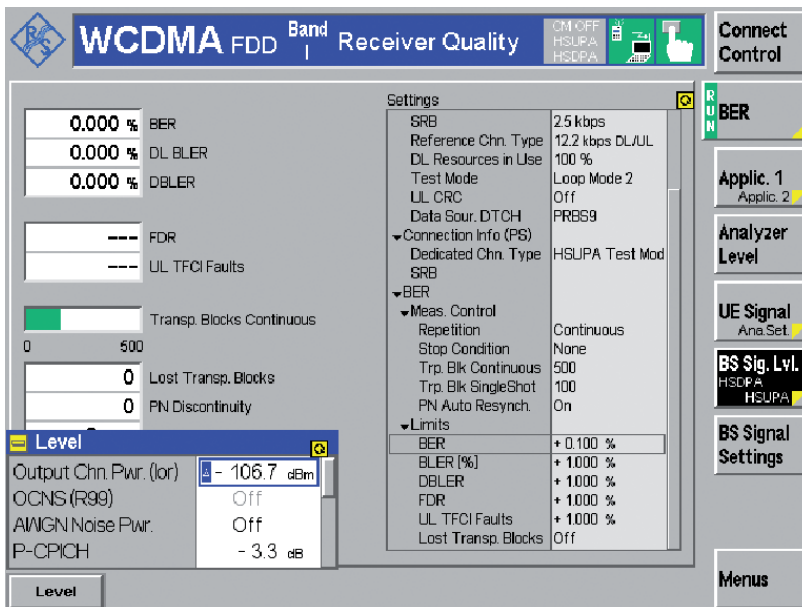 R&S
WCDMA FDD Band I Receiver Quality
CM OFF
HSUPA
HSDPA
Connect Control
0.000 % BER
0.000 % DL BLER
0.000 % DBLER
--- FDR
--- UL TFCI Faults
Transp. Blocks Continuous
0 500
0 Lost Transp. Blocks
0 PN Discontinuity
Settings
SRB 2.5 kbps
Reference Chn. Type 12.2 kbps DL/UL
DL Resources in Use 100 %
Test Mode Loop Mode 2
UL CRC Off
Data Sour. DTCH PRBS9
Connection Info (PS)
Dedicated Chn. Type HSUPA Test Mod
SRB
BER
Meas. Control
Repetition Continuous
Stop Condition None
Trp. Blk Continuous 500
Trp. Blk SingleShot 100
PN Auto Resynch. On
Limits
BER + 0.100 %
BLER [%] + 1.000 %
DBLER + 1.000 %
FDR + 1.000 %
UL TFCI Faults + 1.000 %
Lost Transp. Blocks Off
Level
Output Chn. Pwr. (Ior) - 106.7 dBm
OCNS (R99) Off
AWGN Noise Pwr. Off
P-CPICH - 3.3 dB
Level
RUN
BER
Applic. 1
Applic. 2
Analyzer Level
UE Signal
Ana.Set.
BS Sig. Lvl.
HSDPA
HSUPA
BS Signal Settings
Menus